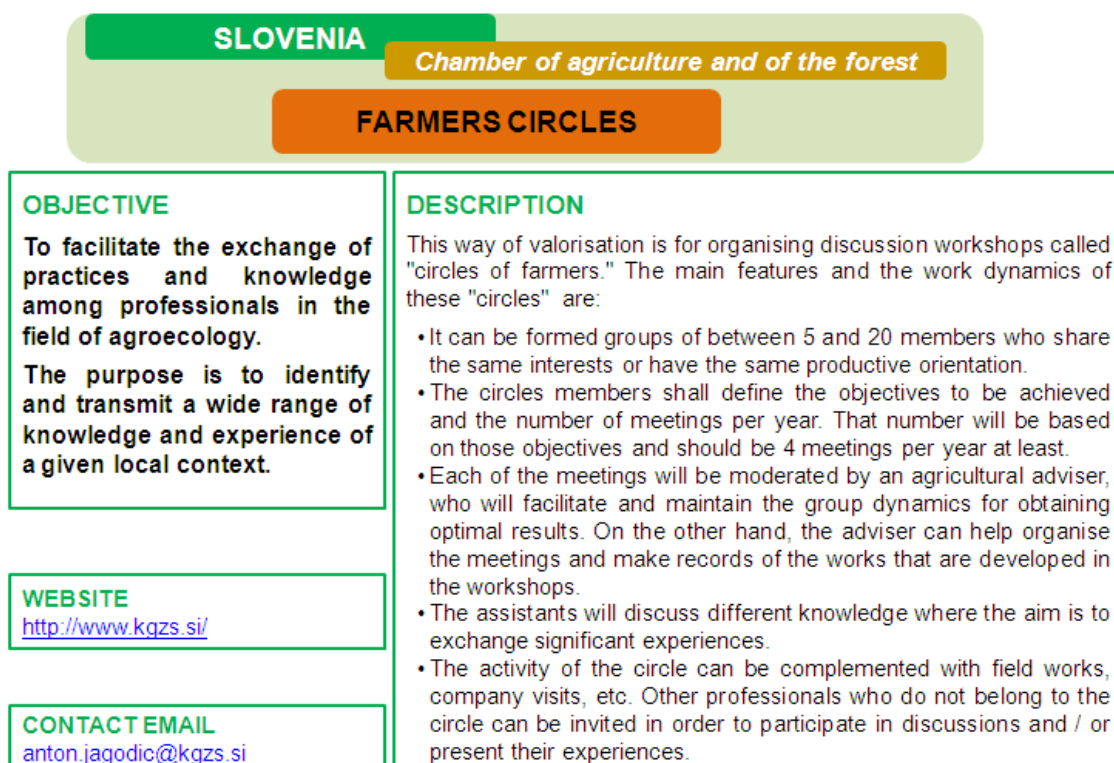 SLOVENIA
Chamber of agriculture and of the forest
FARMERS CIRCLES
OBJECTIVE
To facilitate the exchange of
practices and knowledge
among professionals in the
field of agroecology.
The purpose is to identify
and transmit a wide range of
knowledge and experience of
a given local context.
WEBSITE
http://www.kgzs.si/
CONTACT EMAIL
anton.jagodic@kgzs.si
DESCRIPTION
This way of valorisation is for organising discussion workshops called
"circles of farmers." The main features and the work dynamics of
these "circles" are:
• It can be formed groups of between 5 and 20 members who share
the same interests or have the same productive orientation.
• The circles members shall define the objectives to be achieved
and the number of meetings per year. That number will be based
on those objectives and should be 4 meetings per year at least.
• Each of the meetings will be moderated by an agricultural adviser,
who will facilitate and maintain the group dynamics for obtaining
optimal results. On the other hand, the adviser can help organise
the meetings and make records of the works that are developed in
the workshops.
• The assistants will discuss different knowledge where the aim is to
exchange significant experiences.
• The activity of the circle can be complemented with field works,
company visits, etc. Other professionals who do not belong to the
circle can be invited in order to participate in discussions and / or
present their experiences.